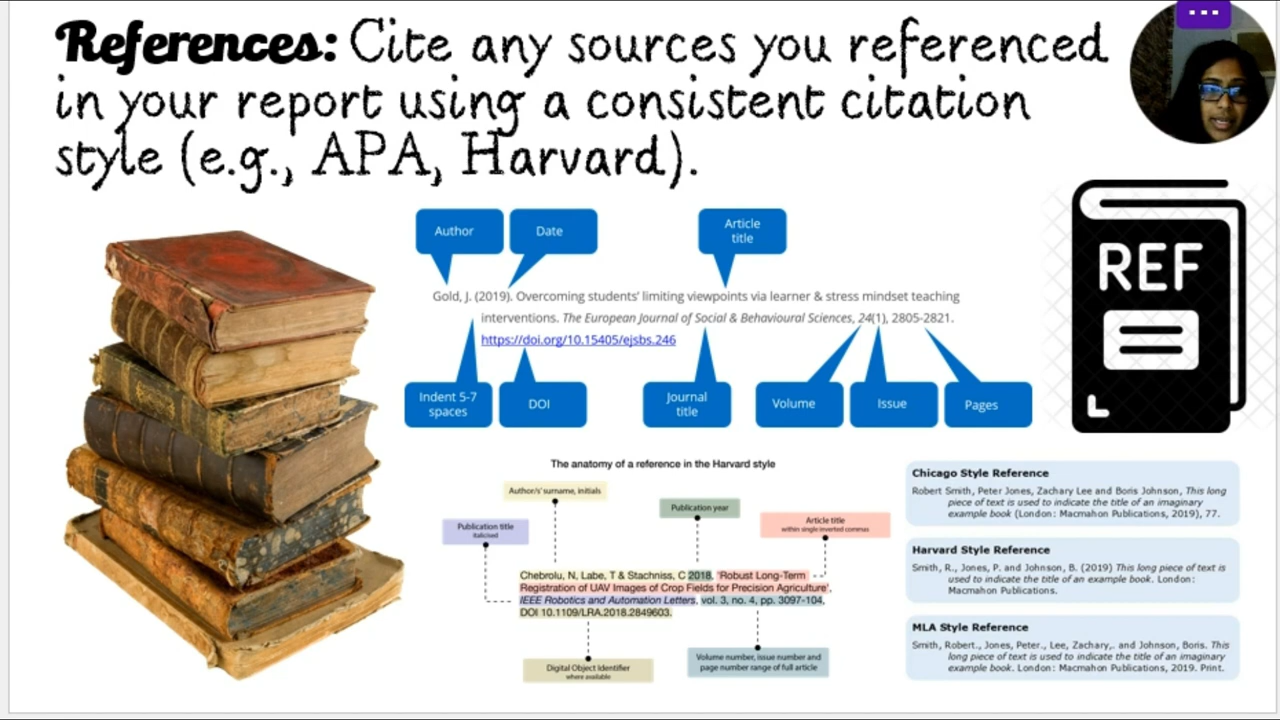 References: Cite any sources you referenced
in your report using a consistent citation
style (e.g., APA, Harvard).
Author
Date
Article
title
Gold, J. (2019). Overcoming students’ limiting viewpoints via learner & stress mindset teaching
interventions. The European Journal of Social & Behavioural Sciences, 24(1), 2805-2821.
https://doi.org/10.15405/ejsbs.246
Indent 5-7
spaces
DOI
Journal
title
Volume
Issue
Pages
REF
The anatomy of a reference in the Harvard style
Author/s' surname, initials
Publication year
Publication title
italicised
Article title
within single inverted commas
Chebrolu, N, Labe, T & Stachniss, C 2018, 'Robust Long-Term
Registration of UAV Images of Crop Fields for Precision Agriculture',
IEEE Robotics and Automation Letters, vol. 3, no. 4, pp. 3097-104,
DOI 10.1109/LRA.2018.2849603.
Digital Object Identifier
where available
Volume number, issue number and
page number range of full article
Chicago Style Reference
Robert Smith, Peter Jones, Zachary Lee and Boris Johnson, This long
piece of text is used to indicate the title of an imaginary
example book (London: Macmahon Publications, 2019), 77.
Harvard Style Reference
Smith, R., Jones, P. and Johnson, B. (2019) This long piece of text is
used to indicate the title of an example book. London:
Macmahon Publications.
MLA Style Reference
Smith, Robert., Jones, Peter., Lee, Zachary,. and Johnson, Boris. This
long piece of text is used to indicate the title of an imaginary
example book. London: Macmahon Publications, 2019. Print.